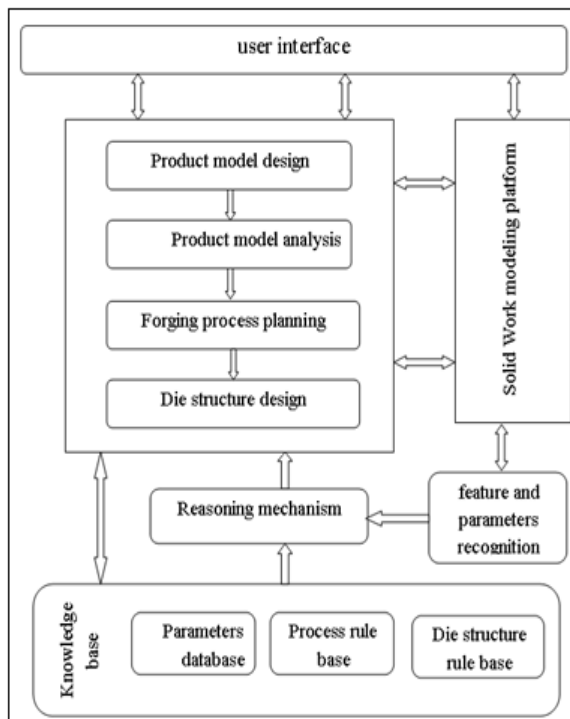 user interface
Product model design
Product model analysis
Forging process planning
Die structure design
Solid Work modeling platform
Reasoning mechanism
feature and
parameters
recognition
Knowledge
base
Parameters
database
Process rule
base
Die structure
rule base